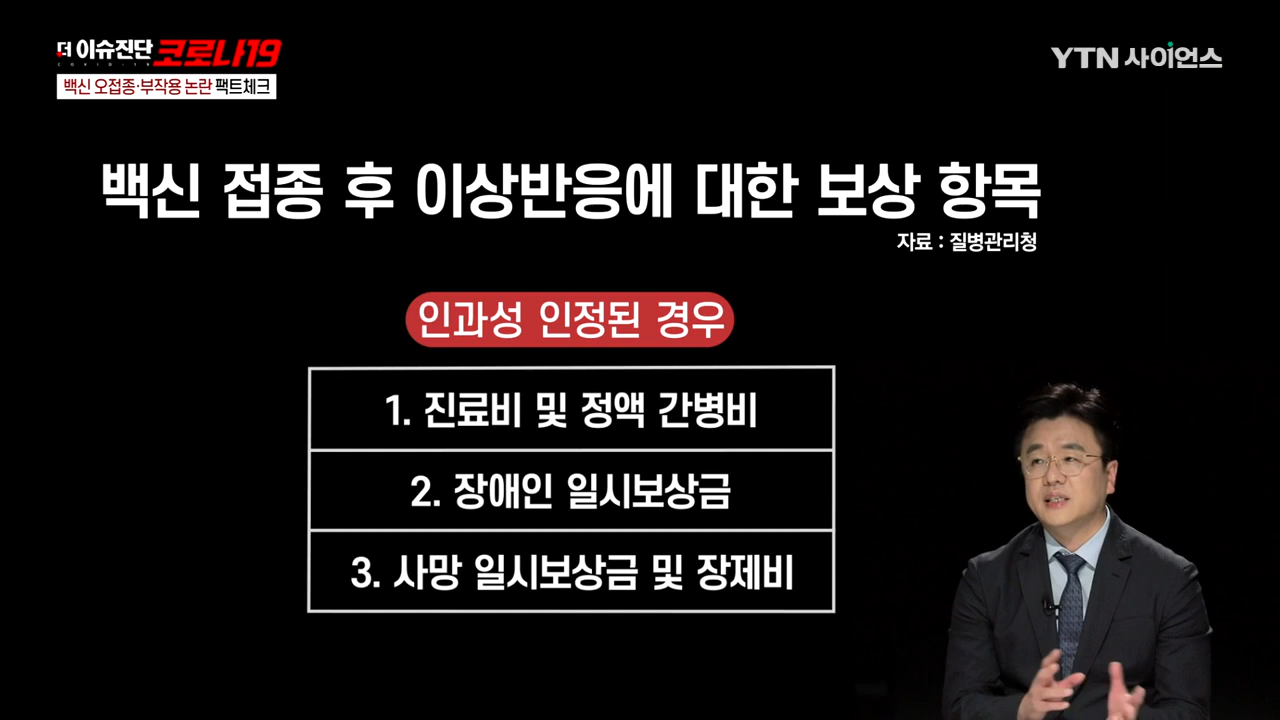 더 이슈진단 코로나19
COVID-19
YTN 사이언스
백신 오접종·부작용 논란 팩트체크
백신 접종 후 이상반응에 대한 보상 항목
자료 : 질병관리청
인과성 인정된 경우
1. 진료비 및 정액 간병비
2. 장애인 일시보상금
3. 사망 일시보상금 및 장제비